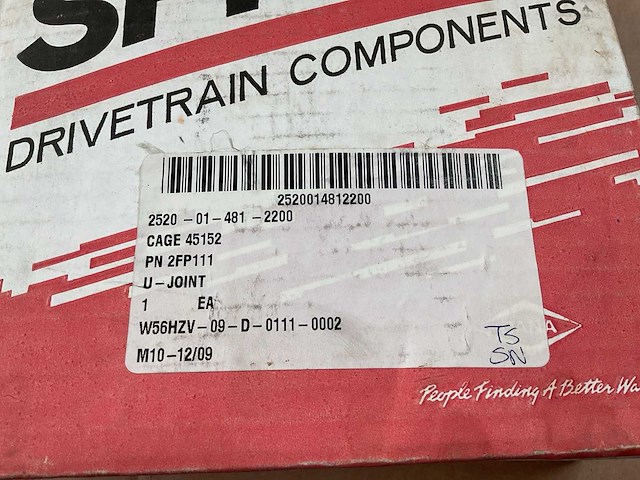 DRIVETRAIN COMPONENTS
2520014812200
2520-01-481-2200
CAGE 45152
PN 2FP111
U-JOINT
1 EA
W56HZV-09-D-0111-0002
M10-12/09
TS
SN
People Finding A Better Wa